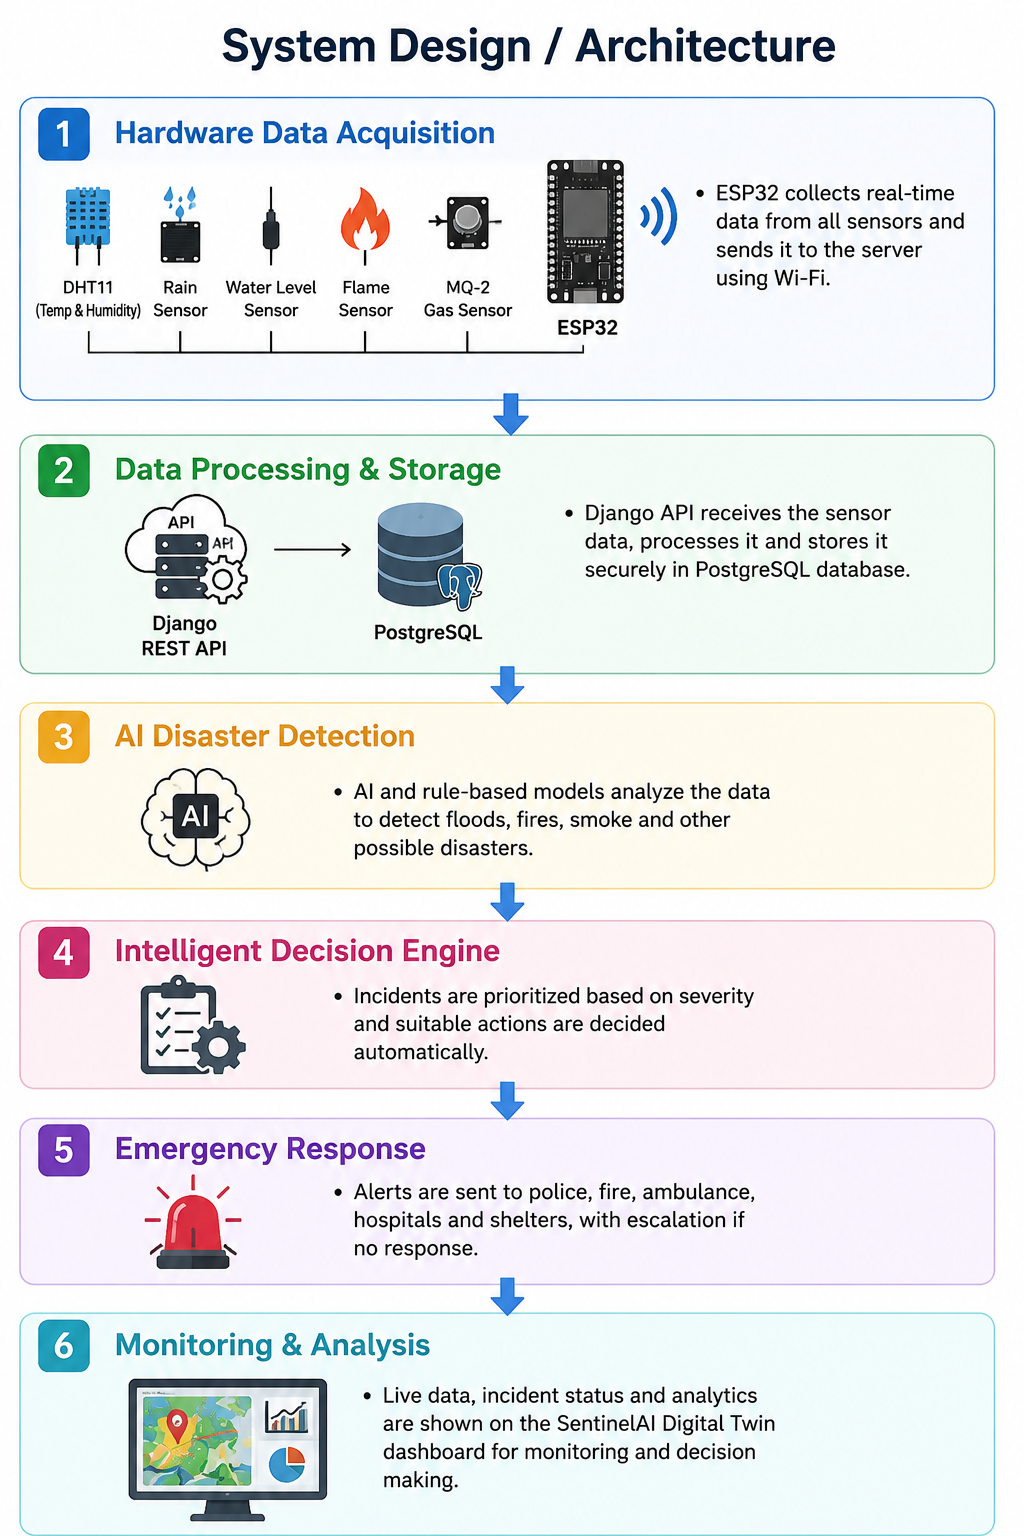 System Design / Architecture
1
Hardware Data Acquisition
DHT11
(Temp & Humidity)
Rain
Sensor
Water Level
Sensor
Flame
Sensor
MQ-2
Gas Sensor
ESP32
• ESP32 collects real-time
data from all sensors and
sends it to the server
using Wi-Fi.
2
Data Processing & Storage
API
API
Django
REST API
PostgreSQL
• Django API receives the sensor
data, processes it and stores it
securely in PostgreSQL database.
3
AI Disaster Detection
AI
• AI and rule-based models analyze the data
to detect floods, fires, smoke and other
possible disasters.
4
Intelligent Decision Engine
• Incidents are prioritized based on severity
and suitable actions are decided
automatically.
5
Emergency Response
• Alerts are sent to police, fire, ambulance,
hospitals and shelters, with escalation if
no response.
6
Monitoring & Analysis
• Live data, incident status and analytics
are shown on the SentinelAI Digital Twin
dashboard for monitoring and decision
making.